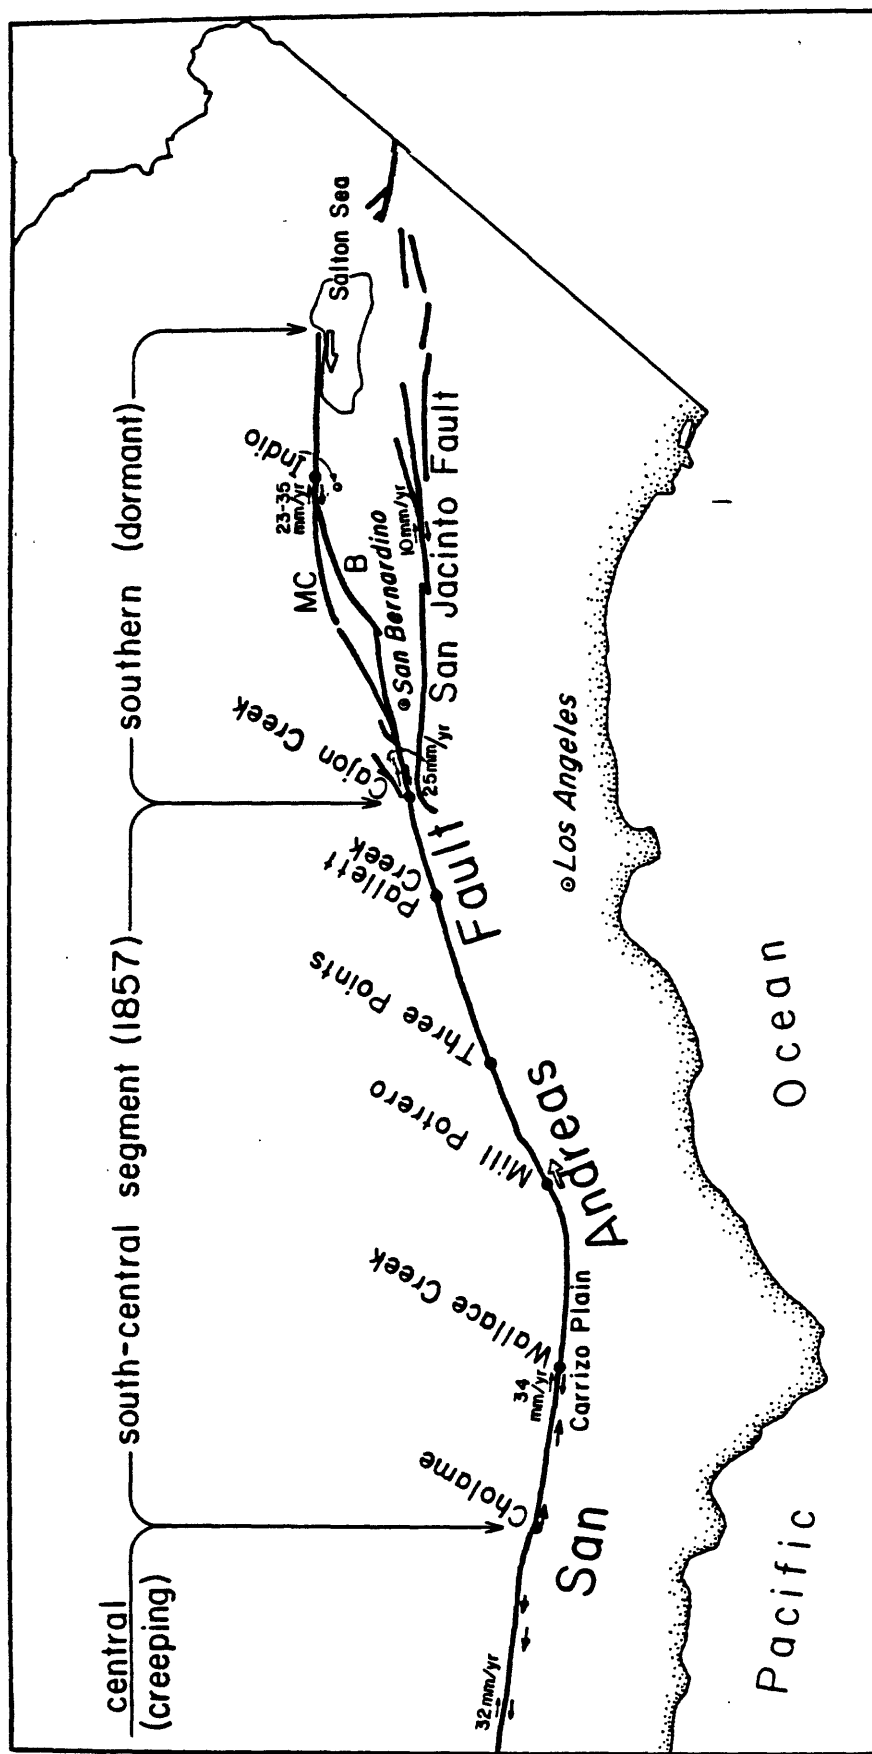 central
(creeping)
south-central segment (1857)
southern (dormant)
32 mm/yr
Cholame
34
mm/yr
Wallace Creek
Carrizo Plain
Mill Potrero
Three Points
Pallett
Creek
Cajon Creek
25mm/yr
San Bernardino
MC
B
23-35
mm/yr
Indio
10mm/yr
Salton Sea
San Jacinto Fault
San Andreas Fault
Los Angeles
Pacific Ocean